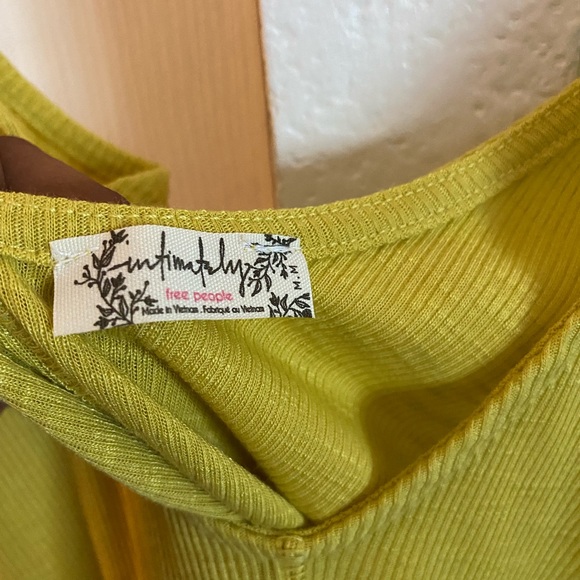 intimately
free people
Made in Vietnam . Fabriqué au Vietnam
M.M